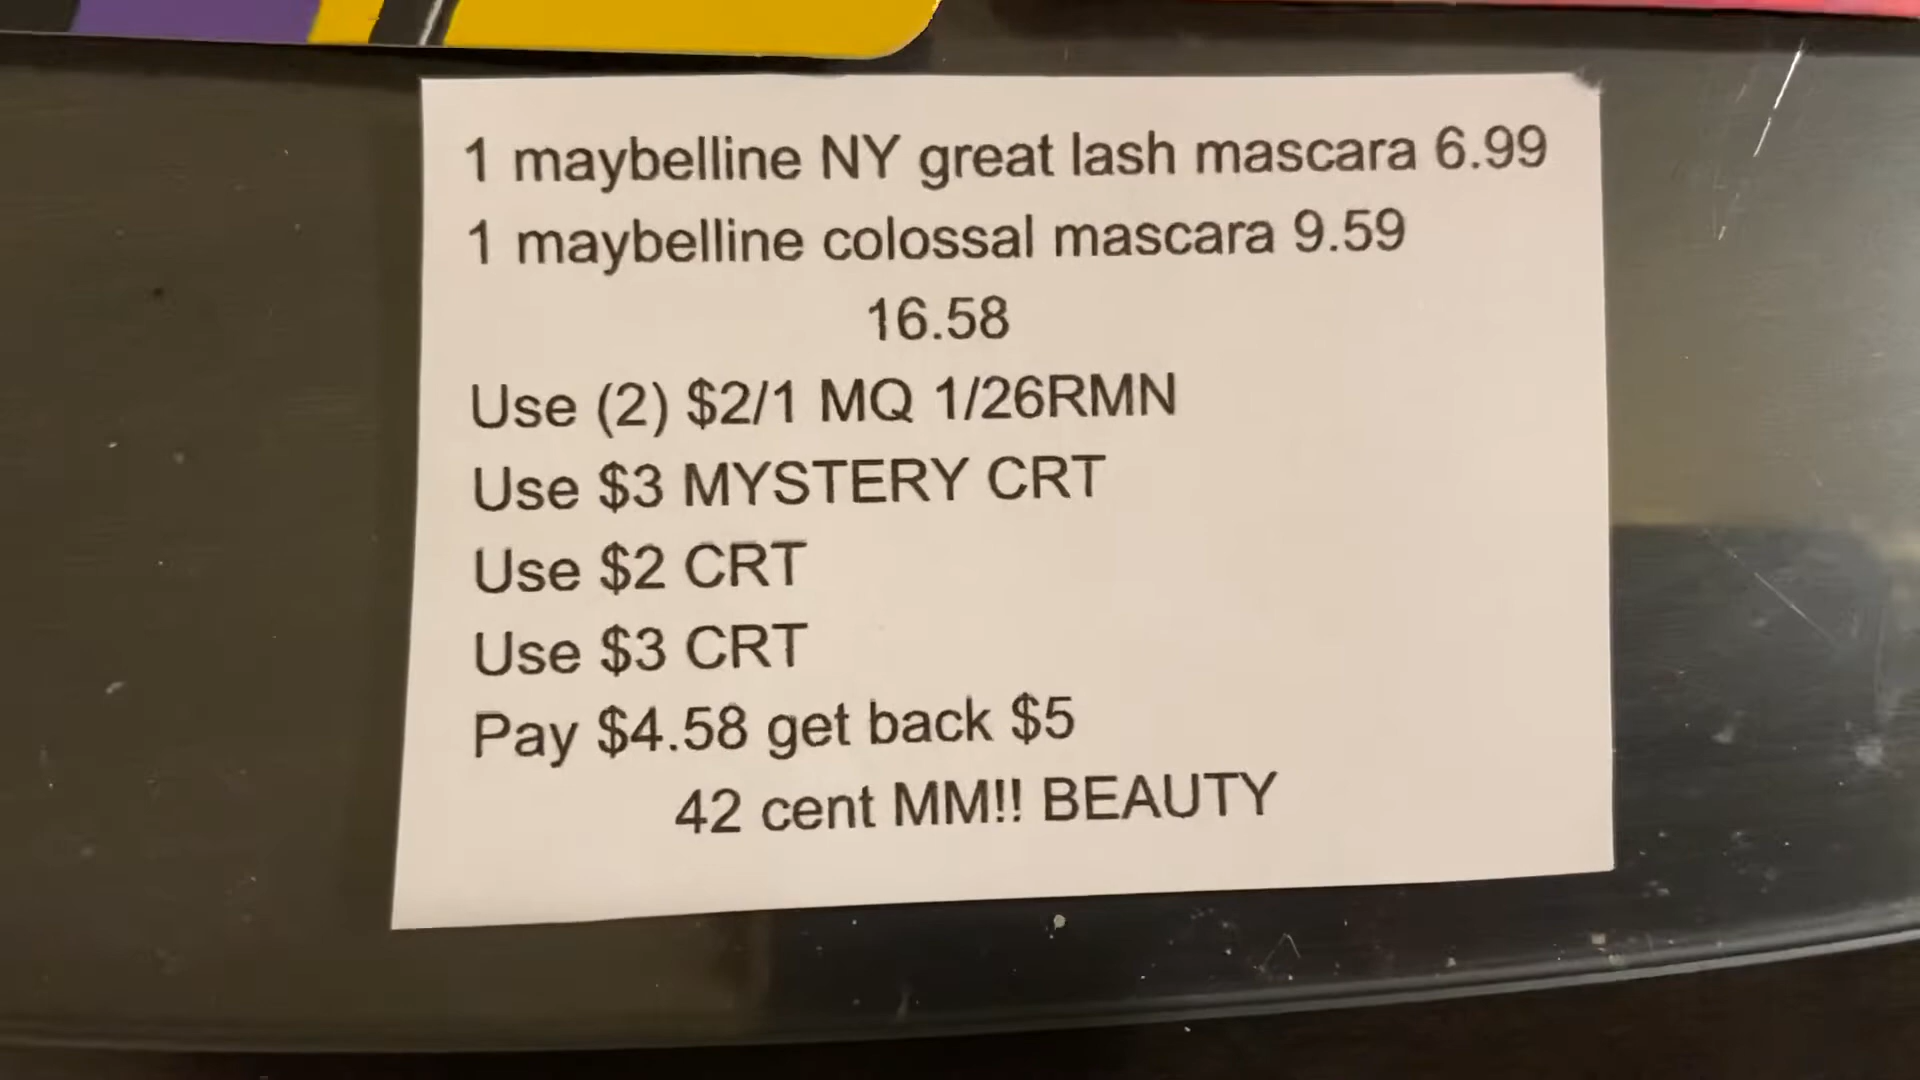 1 maybelline NY great lash mascara 6.99
1 maybelline colossal mascara 9.59
16.58
Use (2) $2/1 MQ 1/26RMN
Use $3 MYSTERY CRT
Use $2 CRT
Use $3 CRT
Pay $4.58 get back $5
42 cent MM!! BEAUTY